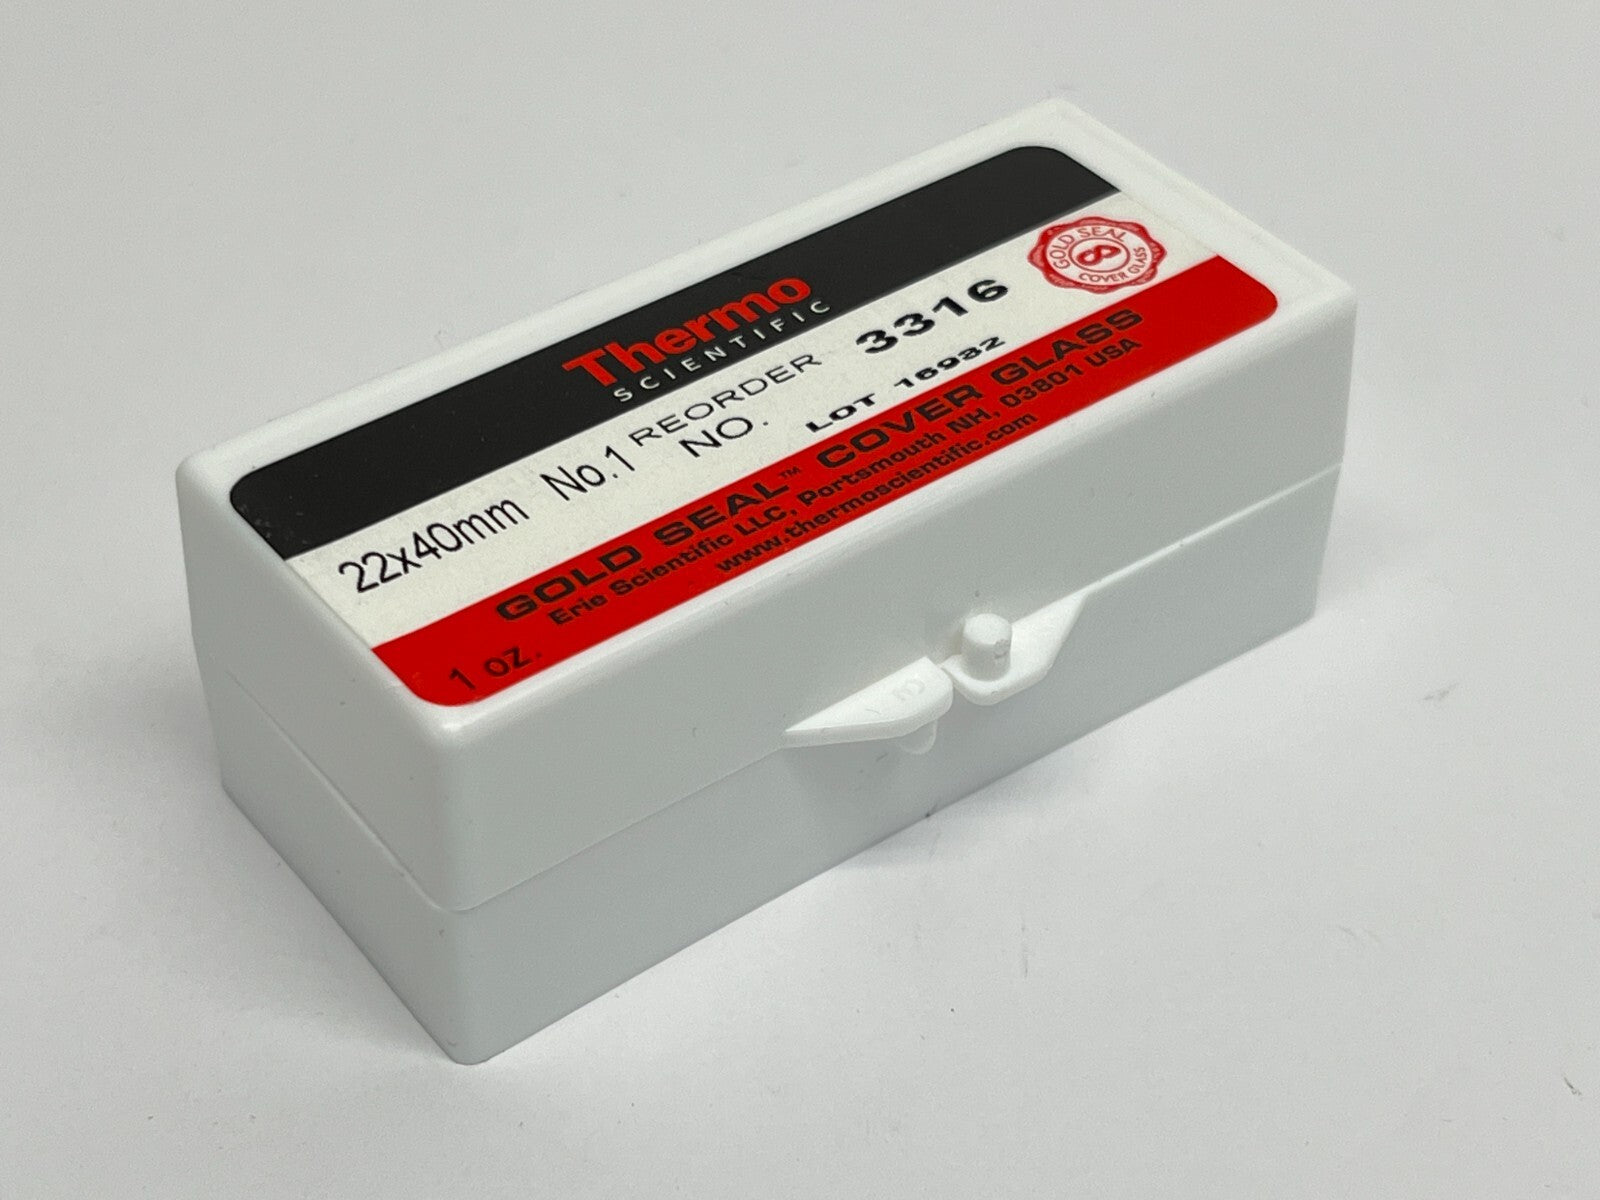 Thermo
SCIENTIFIC
22x40mm No.1 REORDER NO. 3316
LOT 16932
GOLD SEAL
COVER GLASS
GOLD SEAL™ COVER GLASS
Erie Scientific LLC, Portsmouth NH, 03801 USA
1 oz. www.thermoscientific.com
3